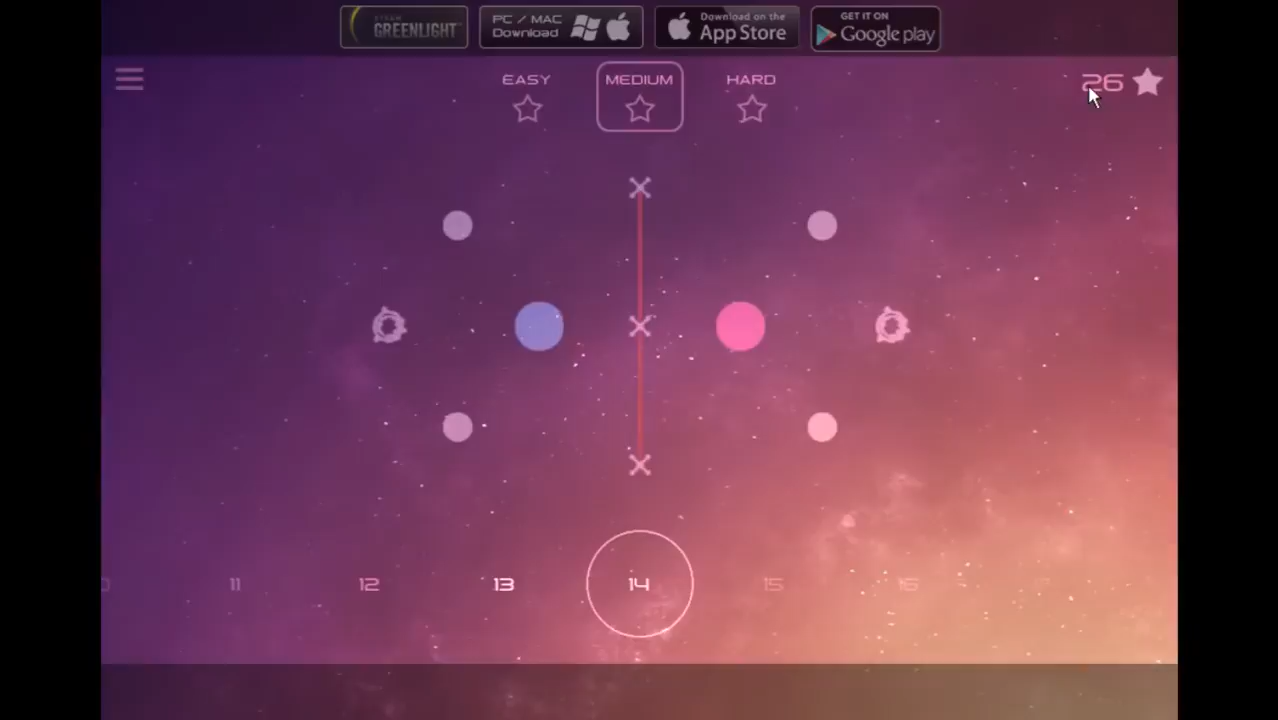 STEAM
GREENLIGHT
PC / MAC
Download
Download on the
App Store
GET IT ON
Google play
EASY
MEDIUM
HARD
26
11
12
13
14
15
16